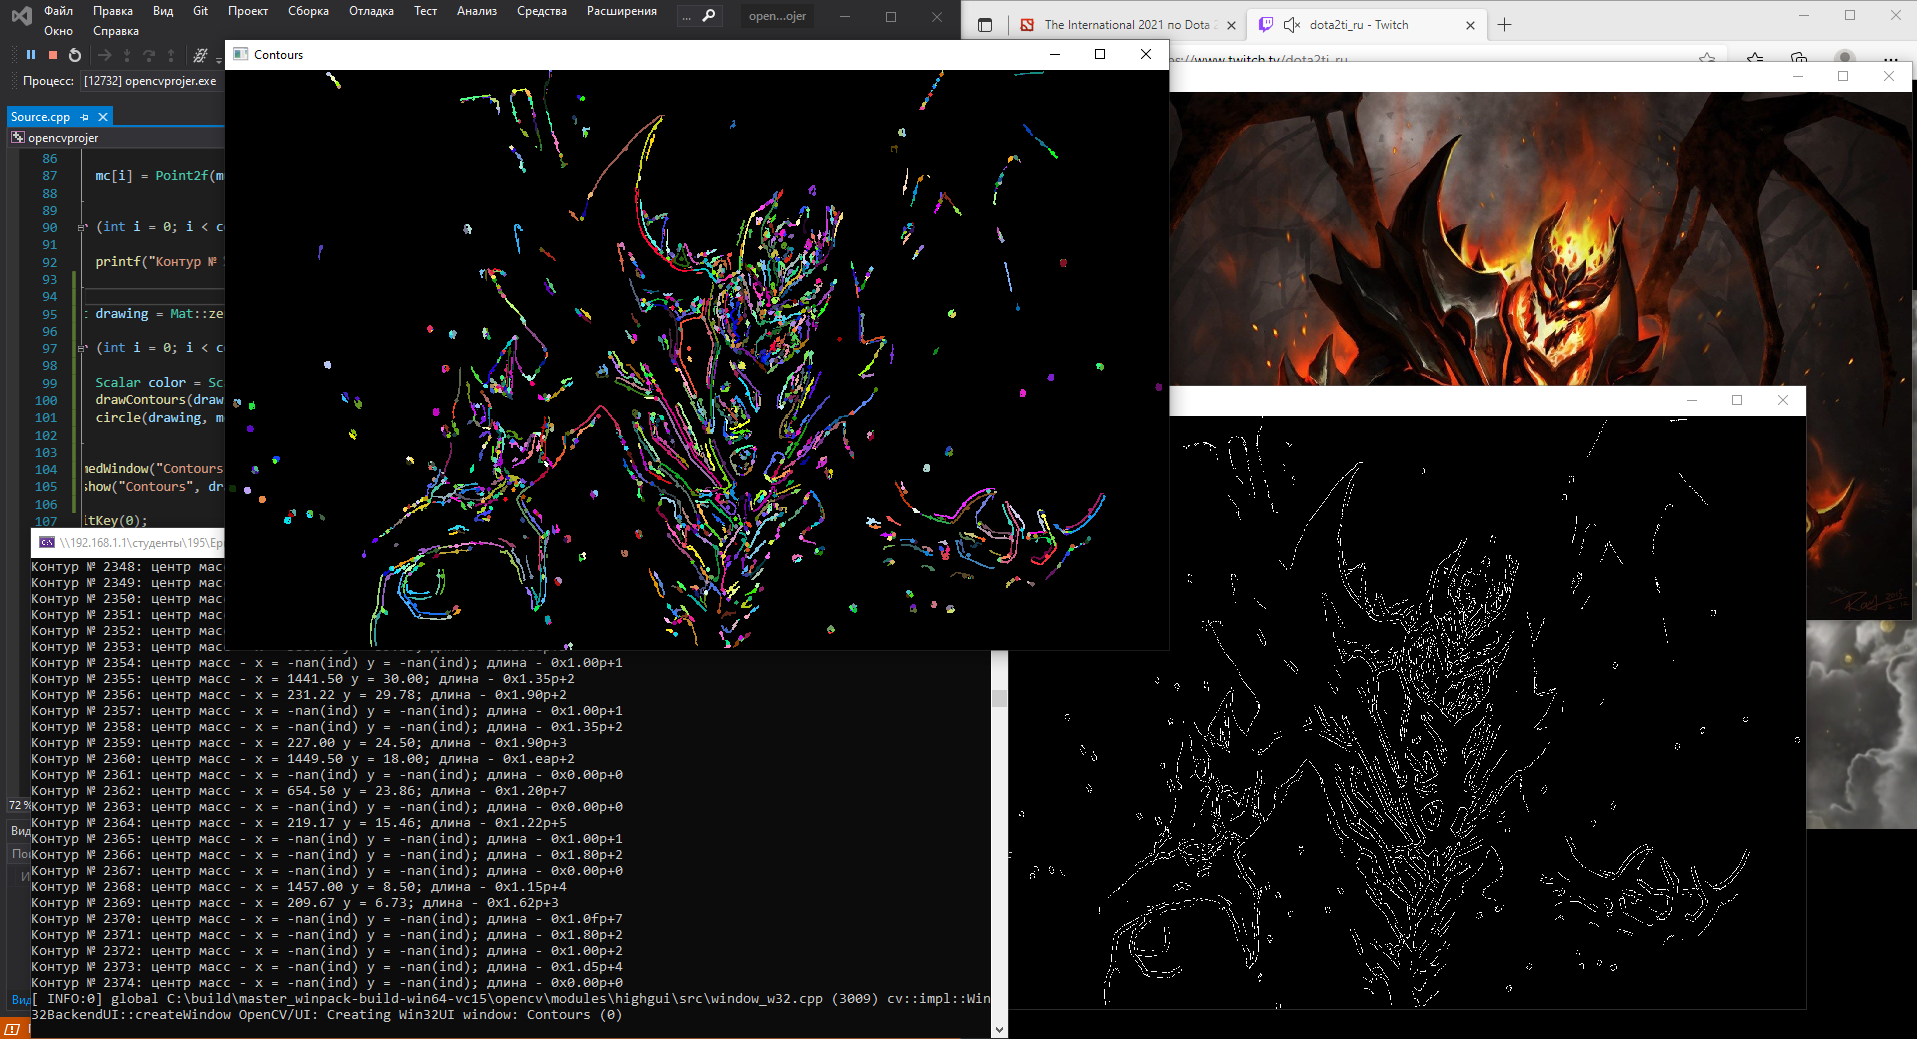 Файл Правка Вид Git Проект Сборка Отладка Тест Анализ Средства Расширения
Окно Справка
... open...ojer
Процесс: [12732] opencvprojer.exe
Source.cpp
opencvprojer
86
87 mc[i] = Point2f(m
88
89
90 (int i = 0; i < c
91
92 printf("Контур №
93
94
95 drawing = Mat::ze
96
97 (int i = 0; i < c
98
99 Scalar color = Sc
100 drawContours(draw
101 circle(drawing, m
102
103
104 nedWindow("Contours
105 show("Contours", dr
106
107 itKey(0);
72 %
Contours
The International 2021 по Dota 2
dota2ti_ru - Twitch
://www.twitch.tv/dota2ti_ru
\\192.168.1.1\студенты\195\Ер
Контур № 2348: центр масс
Контур № 2349: центр масс
Контур № 2350: центр масс
Контур № 2351: центр масс
Контур № 2352: центр масс
Контур № 2353: центр масс
Контур № 2354: центр масс - x = -nan(ind) y = -nan(ind); длина - 0x1.00p+1
Контур № 2355: центр масс - x = 1441.50 y = 30.00; длина - 0x1.35p+2
Контур № 2356: центр масс - x = 231.22 y = 29.78; длина - 0x1.90p+2
Контур № 2357: центр масс - x = -nan(ind) y = -nan(ind); длина - 0x1.00p+1
Контур № 2358: центр масс - x = -nan(ind) y = -nan(ind); длина - 0x1.35p+2
Контур № 2359: центр масс - x = 227.00 y = 24.50; длина - 0x1.90p+3
Контур № 2360: центр масс - x = 1449.50 y = 18.00; длина - 0x1.eap+2
Контур № 2361: центр масс - x = -nan(ind) y = -nan(ind); длина - 0x0.00p+0
Контур № 2362: центр масс - x = 654.50 y = 23.86; длина - 0x1.20p+7
Контур № 2363: центр масс - x = -nan(ind) y = -nan(ind); длина - 0x0.00p+0
Контур № 2364: центр масс - x = 219.17 y = 15.46; длина - 0x1.22p+5
Контур № 2365: центр масс - x = -nan(ind) y = -nan(ind); длина - 0x1.00p+1
Контур № 2366: центр масс - x = -nan(ind) y = -nan(ind); длина - 0x1.80p+2
Контур № 2367: центр масс - x = -nan(ind) y = -nan(ind); длина - 0x0.00p+0
Контур № 2368: центр масс - x = 1457.00 y = 8.50; длина - 0x1.15p+4
Контур № 2369: центр масс - x = 209.67 y = 6.73; длина - 0x1.62p+3
Контур № 2370: центр масс - x = -nan(ind) y = -nan(ind); длина - 0x1.0fp+7
Контур № 2371: центр масс - x = -nan(ind) y = -nan(ind); длина - 0x1.80p+2
Контур № 2372: центр масс - x = -nan(ind) y = -nan(ind); длина - 0x1.00p+2
Контур № 2373: центр масс - x = -nan(ind) y = -nan(ind); длина - 0x1.d5p+4
Контур № 2374: центр масс - x = -nan(ind) y = -nan(ind); длина - 0x0.00p+0
[ INFO:0] global C:\build\master_winpack-build-win64-vc15\opencv\modules\highgui\src\window_w32.cpp (3009) cv::impl::Win
32BackendUI::createWindow OpenCV/UI: Creating Win32UI window: Contours (0)